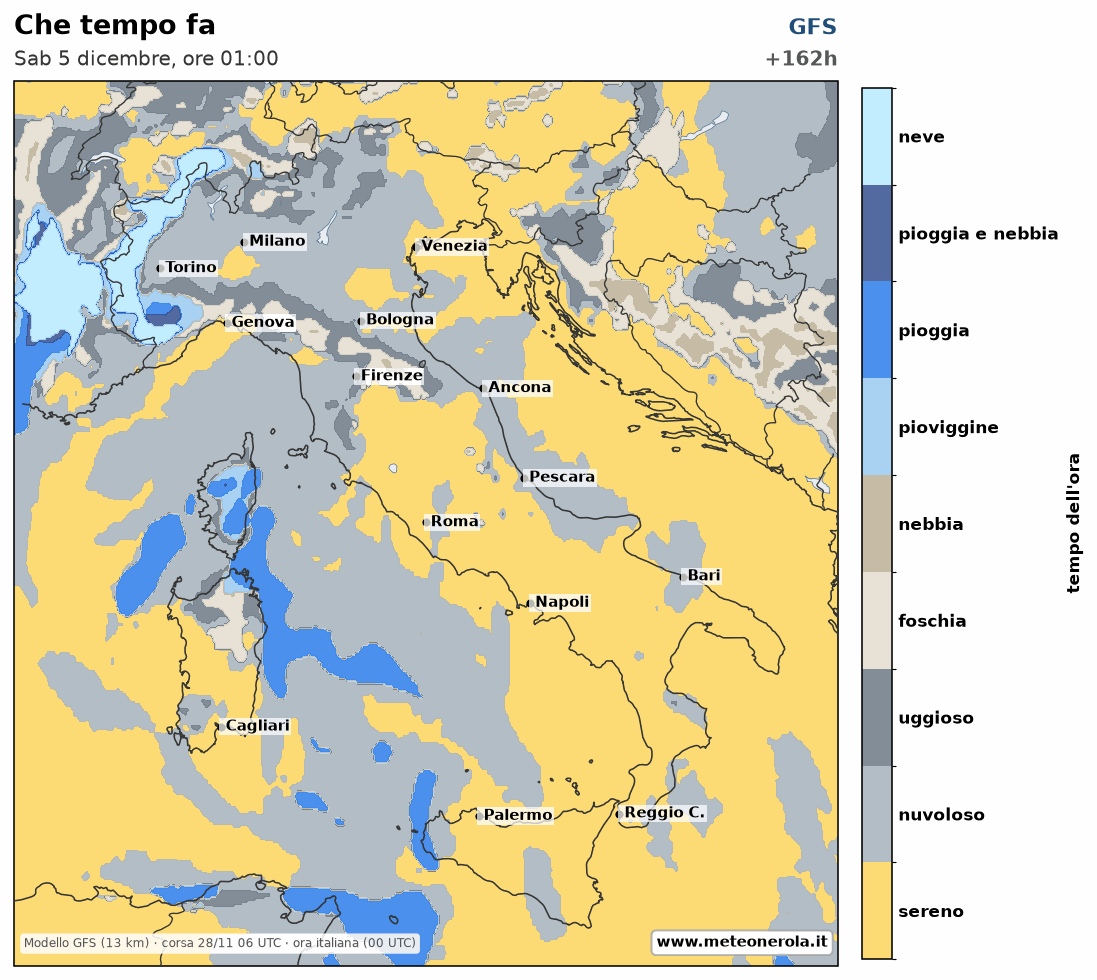 Che tempo fa
GFS
Sab 5 dicembre, ore 01:00
+162h
neve
pioggia e nebbia
Milano
Venezia
Torino
Genova
Bologna
pioggia
Firenze
Ancona
pioviggine
Pescara
Roma
nebbia
tempo dell'ora
Bari
Napoli
foschia
Cagliari
uggioso
Palermo
Reggio C.
nuvoloso
sereno
Modello GFS (13 km) · corsa 28/11 06 UTC · ora italiana (00 UTC)
www.meteonerola.it